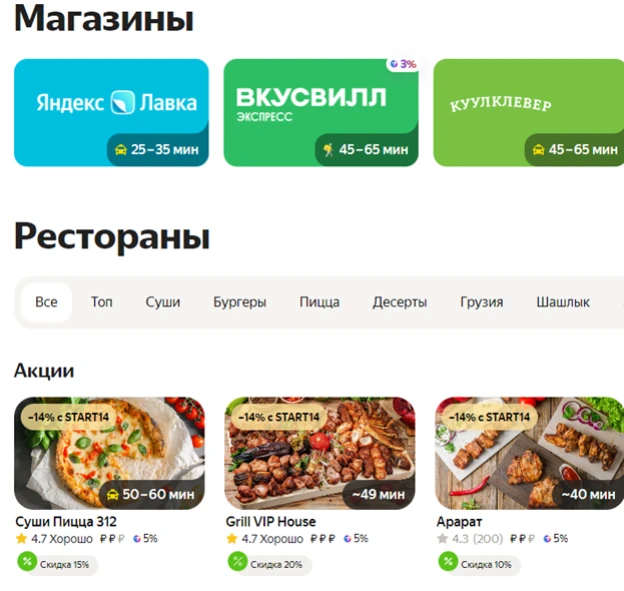 Магазины
3%
Яндекс Лавка
ВКУСВИЛЛ
ЭКСПРЕСС
КУУЛКЛЕВЕР
25–35 мин
45–65 мин
45–65 мин
Рестораны
Все Топ Суши Бургеры Пицца Десерты Грузия Шашлык
Акции
-14% с START14
-14% с START14
-14% с START14
50–60 мин
~49 мин
~40 мин
Суши Пицца 312
4.7 Хорошо ₽₽₽ 5%
Скидка 15%
Grill VIP House
4.7 Хорошо ₽₽₽ 5%
Скидка 20%
Арарат
4.3 (200) ₽₽₽ 5%
Скидка 10%